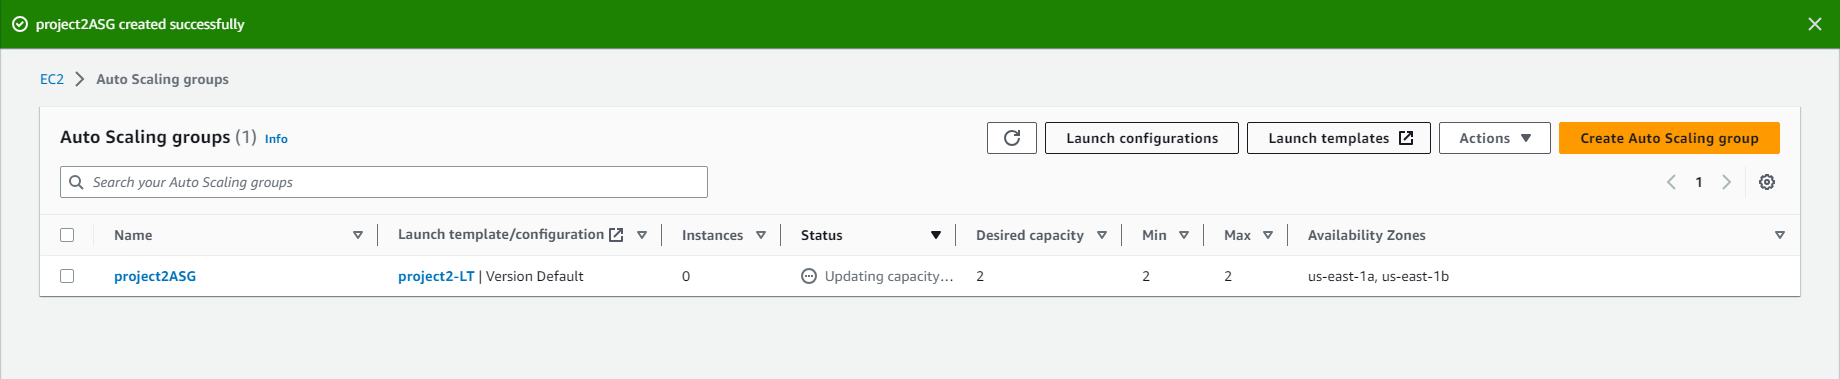 project2ASG created successfully
EC2 Auto Scaling groups
Auto Scaling groups (1) Info
Launch configurations Launch templates Actions Create Auto Scaling group
Search your Auto Scaling groups
1
Name Launch template/configuration Instances Status Desired capacity Min Max Availability Zones
project2ASG project2-LT | Version Default 0 Updating capacity... 2 2 2 us-east-1a, us-east-1b